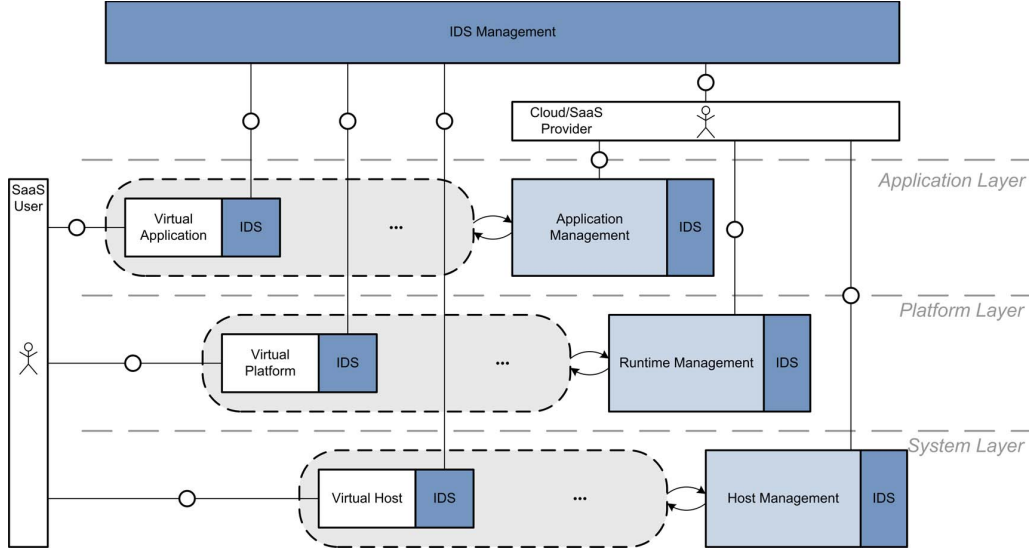 IDS Management
Cloud/SaaS
Provider
Application Layer
SaaS
User
Virtual
Application
IDS
...
Application
Management
IDS
Platform Layer
Virtual
Platform
IDS
...
Runtime Management
IDS
System Layer
Virtual Host
IDS
...
Host Management
IDS